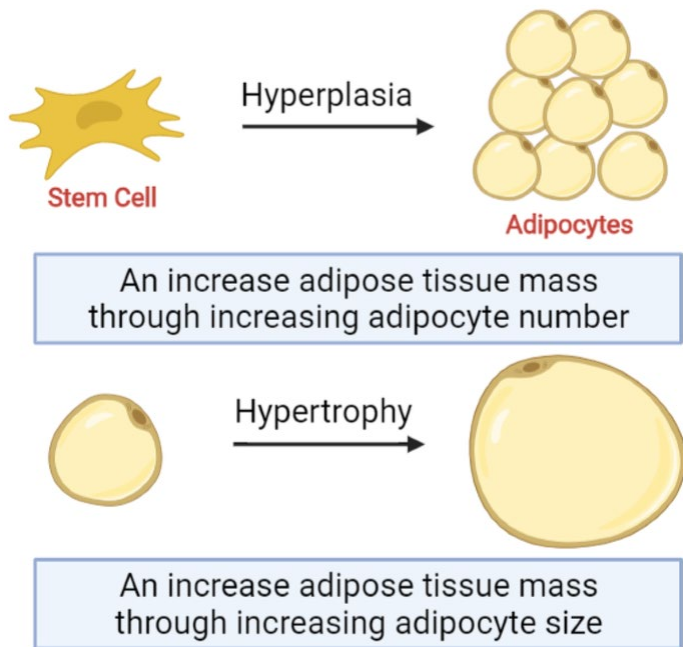 Hyperplasia
Stem Cell
Adipocytes
An increase adipose tissue mass
through increasing adipocyte number
Hypertrophy
An increase adipose tissue mass
through increasing adipocyte size